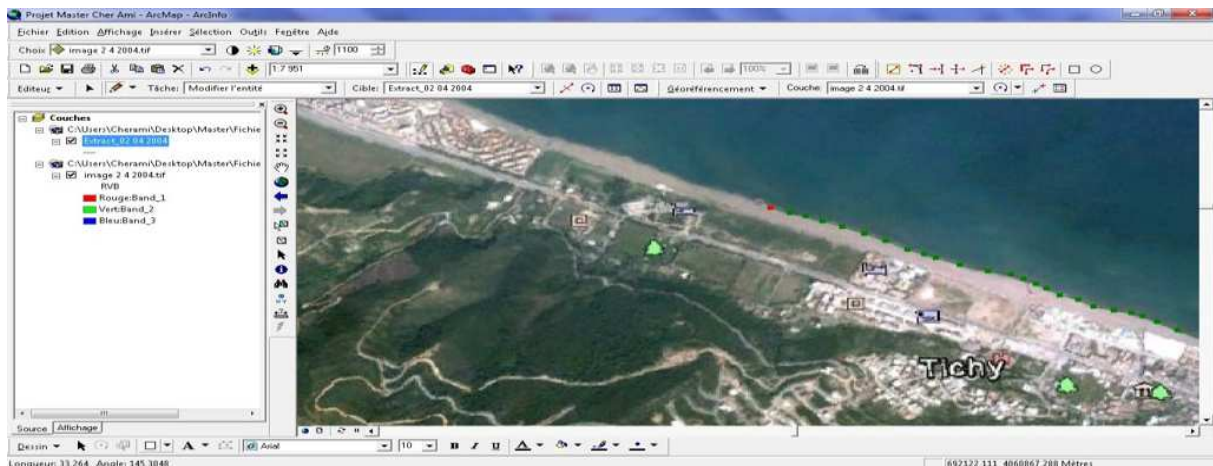 Projet Master Cher Ami - ArcMap - ArcInfo
Fichier Edition Affichage Insérer Sélection Outils Fenêtre Aide
Choix image 2 4 2004.tif 1100
1:7 951 100%
Editeur Tâche: Modifier l'entité Cible: Extract_02 04 2004 Géoréférencement Couche: image 2 4 2004.tif
Couches
C:\Users\Cherami\Desktop\Master\Fichie
Extract_02 04 2004
C:\Users\Cherami\Desktop\Master\Fichie
image 2 4 2004.tif
RVB
Rouge:Band_1
Vert:Band_2
Bleu:Band_3
Tichy
Source Affichage
Dessin A Arial 10 B I U A
Longueur: 33.264, Angle: 145.3048 692122.111 4060867.288 Mètres